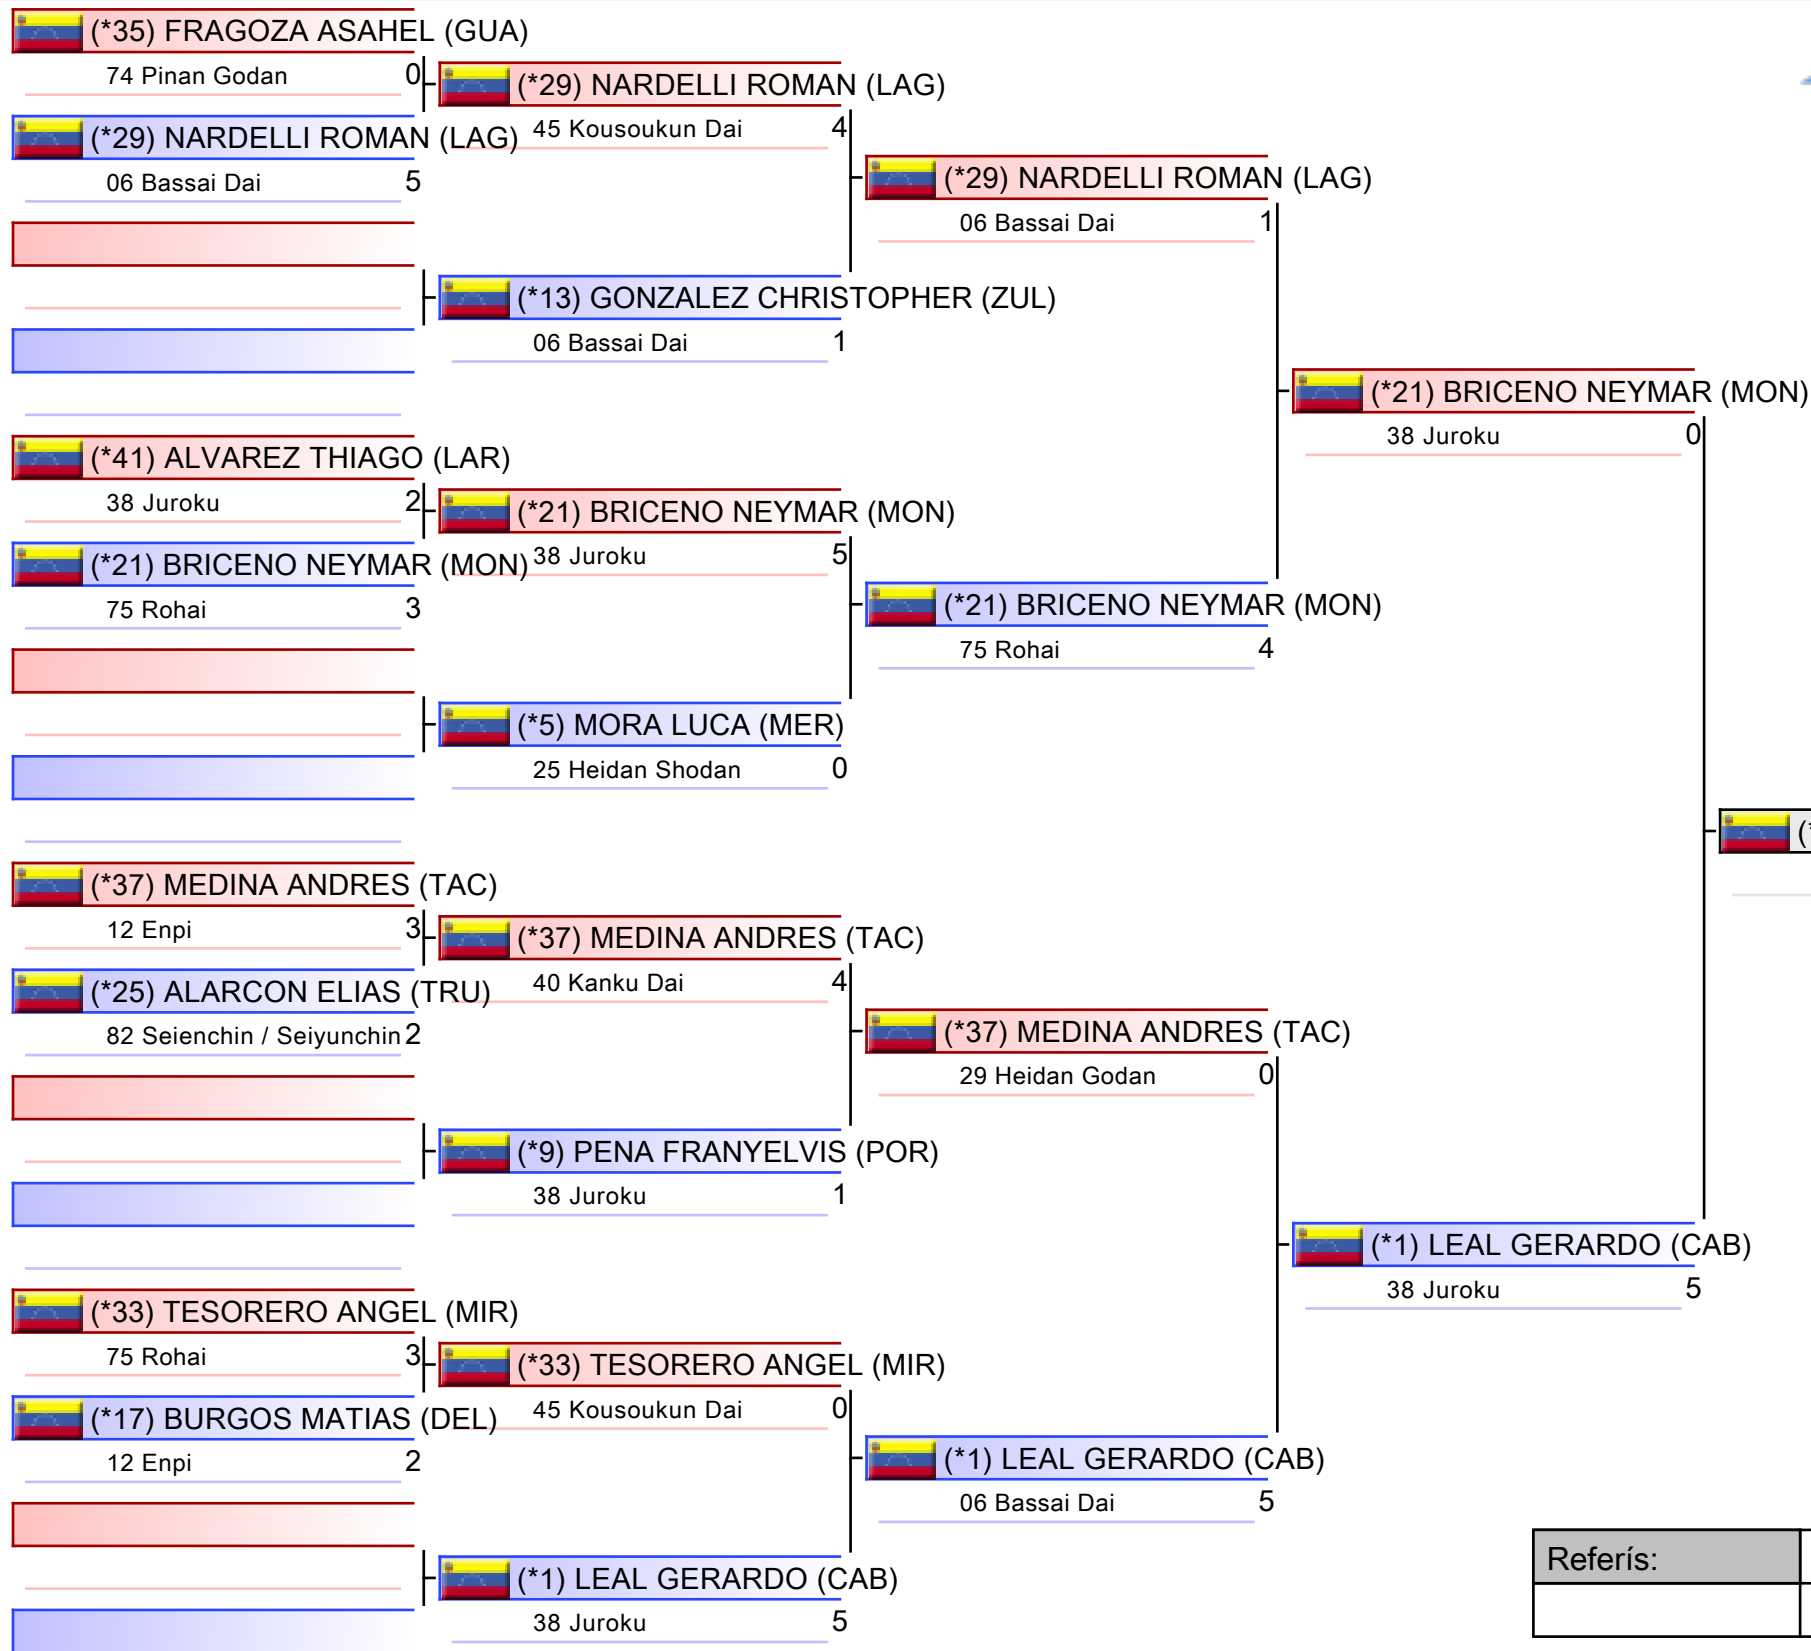 (*35) FRAGOZA ASAHEL (GUA)
74 Pinan Godan 0
(*29) NARDELLI ROMAN (LAG)
06 Bassai Dai 5
(*41) ALVAREZ THIAGO (LAR)
38 Juroku 2
(*21) BRICENO NEYMAR (MON)
75 Rohai 3
(*37) MEDINA ANDRES (TAC)
12 Enpi 3
(*25) ALARCON ELIAS (TRU)
82 Seienchin / Seiyunchin 2
(*33) TESORERO ANGEL (MIR)
75 Rohai 3
(*17) BURGOS MATIAS (DEL)
12 Enpi 2
(*29) NARDELLI ROMAN (LAG)
45 Kousoukun Dai 4
(*13) GONZALEZ CHRISTOPHER (ZUL)
06 Bassai Dai 1
(*21) BRICENO NEYMAR (MON)
38 Juroku 5
(*5) MORA LUCA (MER)
25 Heidan Shodan 0
(*37) MEDINA ANDRES (TAC)
40 Kanku Dai 4
(*9) PENA FRANYELVIS (POR)
38 Juroku 1
(*33) TESORERO ANGEL (MIR)
45 Kousoukun Dai 0
(*1) LEAL GERARDO (CAB)
38 Juroku 5
(*29) NARDELLI ROMAN (LAG)
06 Bassai Dai 1
(*21) BRICENO NEYMAR (MON)
75 Rohai 4
(*37) MEDINA ANDRES (TAC)
29 Heidan Godan 0
(*1) LEAL GERARDO (CAB)
06 Bassai Dai 5
(*21) BRICENO NEYMAR (MON)
38 Juroku 0
(*1) LEAL GERARDO (CAB)
38 Juroku 5
Referís: